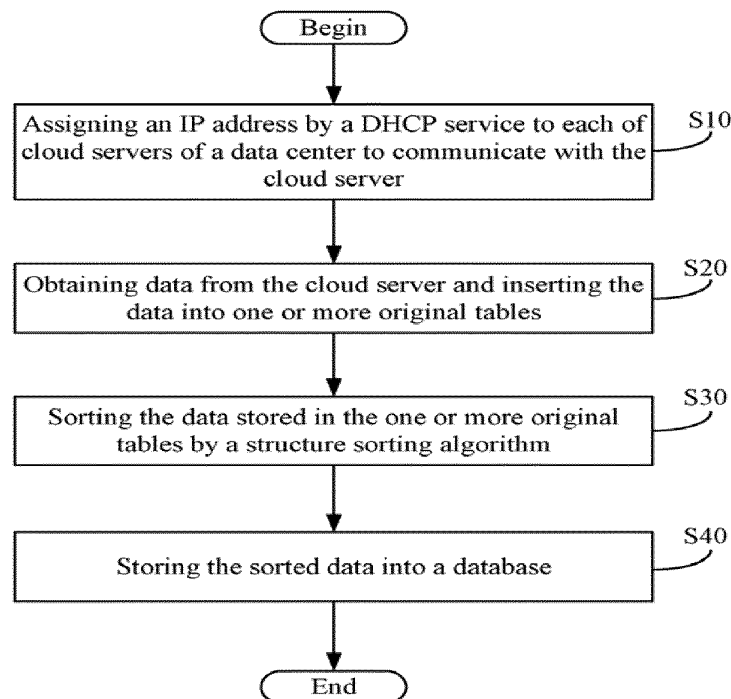 Begin
Assigning an IP address by a DHCP service to each of
cloud servers of a data center to communicate with the
cloud server
S10
Obtaining data from the cloud server and inserting the
data into one or more original tables
S20
Sorting the data stored in the one or more original
tables by a structure sorting algorithm
S30
Storing the sorted data into a database
S40
End